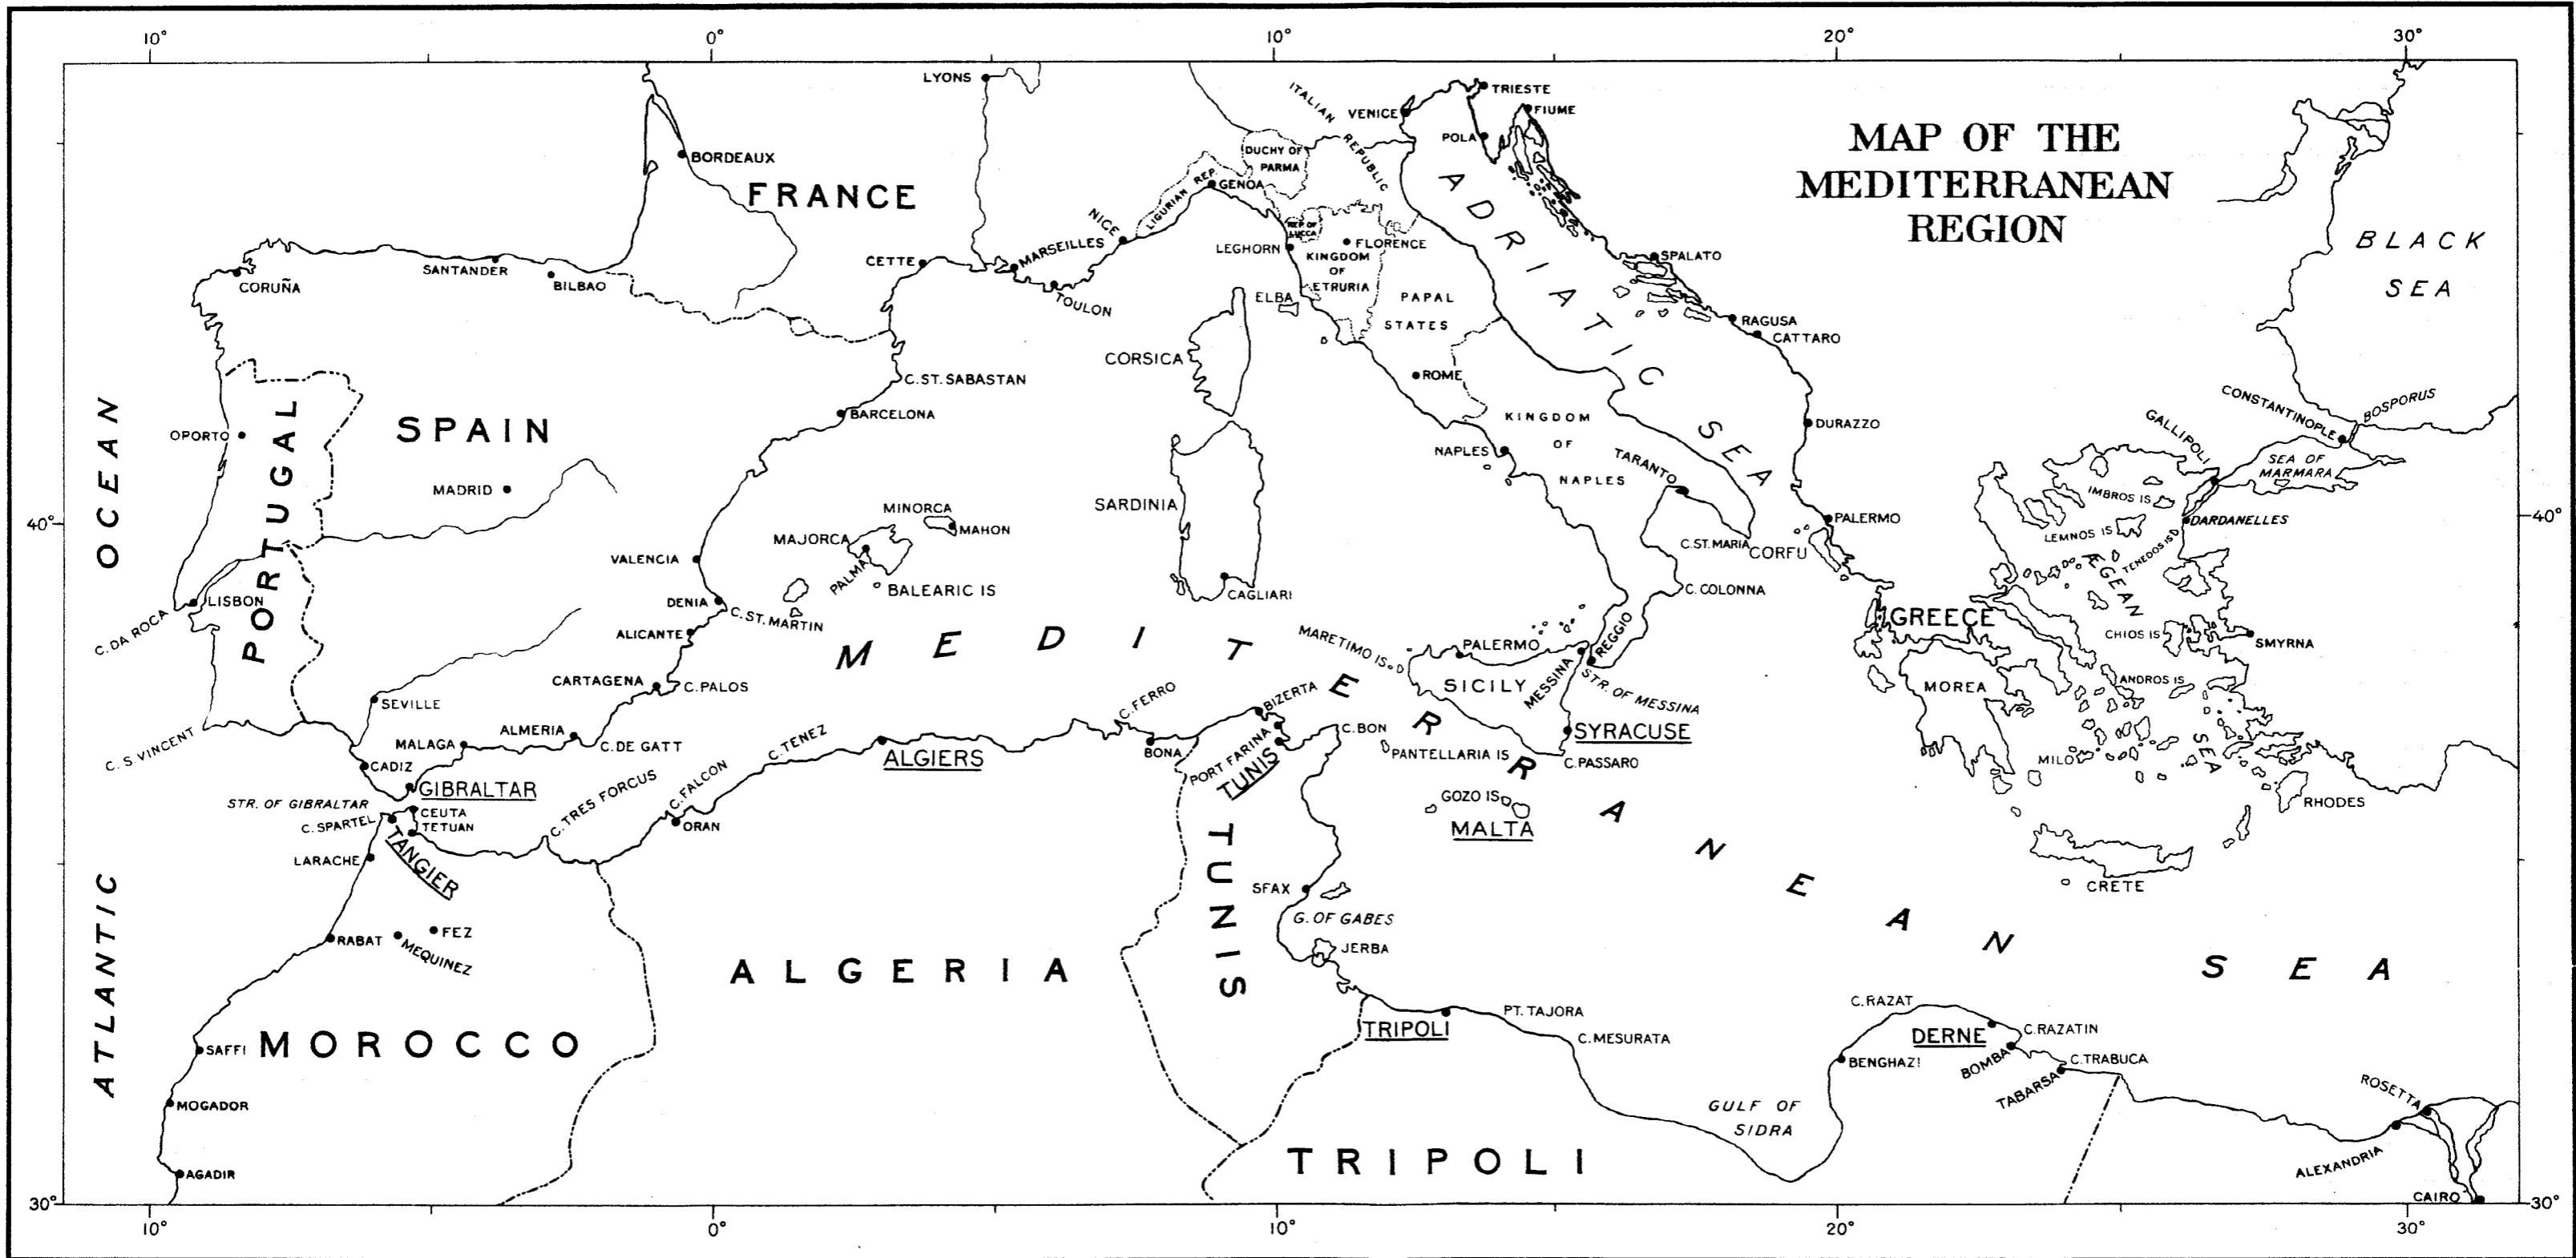 10°
0°
10°
20°
30°
MAP OF THE
MEDITERRANEAN
REGION
LYONS
BORDEAUX
FRANCE
ITALIAN REPUBLIC
VENICE
TRIESTE
FIUME
POLA
DUCHY OF
PARMA
LIGURIAN REP.
GENOA
NICE
MARSEILLES
CETTE
TOULON
REP OF
LUCCA
LEGHORN
FLORENCE
KINGDOM
OF
ETRURIA
ELBA
PAPAL
STATES
ADRIATIC SEA
SPALATO
RAGUSA
CATTARO
BLACK
SEA
CORUÑA
SANTANDER
BILBAO
CORSICA
ROME
C. ST. SABASTAN
BARCELONA
KINGDOM
OF
NAPLES
NAPLES
TARANTO
DURAZZO
CONSTANTINOPLE
BOSPORUS
GALLIPOLI
SEA OF
MARMARA
ATLANTIC OCEAN
OPORTO
PORTUGAL
SPAIN
MADRID
40°
40°
MINORCA
MAHON
MAJORCA
PALMA
BALEARIC IS
SARDINIA
CAGLIARI
VALENCIA
DENIA
C. ST. MARTIN
ALICANTE
PALERMO
C. ST. MARIA
CORFU
C. COLONNA
IMBROS IS
LEMNOS IS
DARDANELLES
TENEDOS IS
ÆGEAN SEA
LISBON
C. DA ROCA
GREECE
CHIOS IS
SMYRNA
ANDROS IS
MOREA
MILO
RHODES
CRETE
MEDITERRANEAN SEA
MARETIMO IS
PALERMO
SICILY
MESSINA
REGGIO
STR. OF MESSINA
SYRACUSE
C. PASSARO
CARTAGENA
C. PALOS
SEVILLE
ALMERIA
MALAGA
C. DE GATT
C. S. VINCENT
CADIZ
GIBRALTAR
STR. OF GIBRALTAR
C. SPARTEL
CEUTA
TETUAN
TANGIER
LARACHE
C. TRES FORCUS
C. FALCON
ORAN
C. TENEZ
ALGIERS
C. FERRO
BONA
BIZERTA
PORT FARINA
TUNIS
C. BON
PANTELLARIA IS
GOZO IS
MALTA
TUNIS
SFAX
G. OF GABES
JERBA
RABAT
MEQUINEZ
FEZ
ALGERIA
MOROCCO
SAFFI
MOGADOR
AGADIR
TRIPOLI
PT. TAJORA
C. MESURATA
TRIPOLI
GULF OF
SIDRA
C. RAZAT
BENGHAZI
DERNE
C. RAZATIN
BOMBA
C. TRABUCA
TABARSA
ROSETTA
ALEXANDRIA
CAIRO
30°
30°
10°
0°
10°
20°
30°